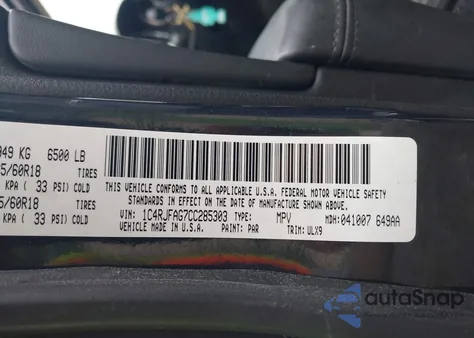 949 KG 6500 LB
5/60R18 TIRES
KPA ( 33 PSI) COLD
5/60R18 TIRES
KPA ( 33 PSI) COLD
THIS VEHICLE CONFORMS TO ALL APPLICABLE U.S.A. FEDERAL MOTOR VEHICLE SAFETY
STANDARDS IN EFFECT ON THE DATE OF MANUFACTURE SHOWN ABOVE.
VIN: 1C4RJFAG7CC285303 TYPE: MPV MDH: 041007 649AA
VEHICLE MADE IN U.S.A. PAINT: PAR TRIM: ULX9
autoSnap